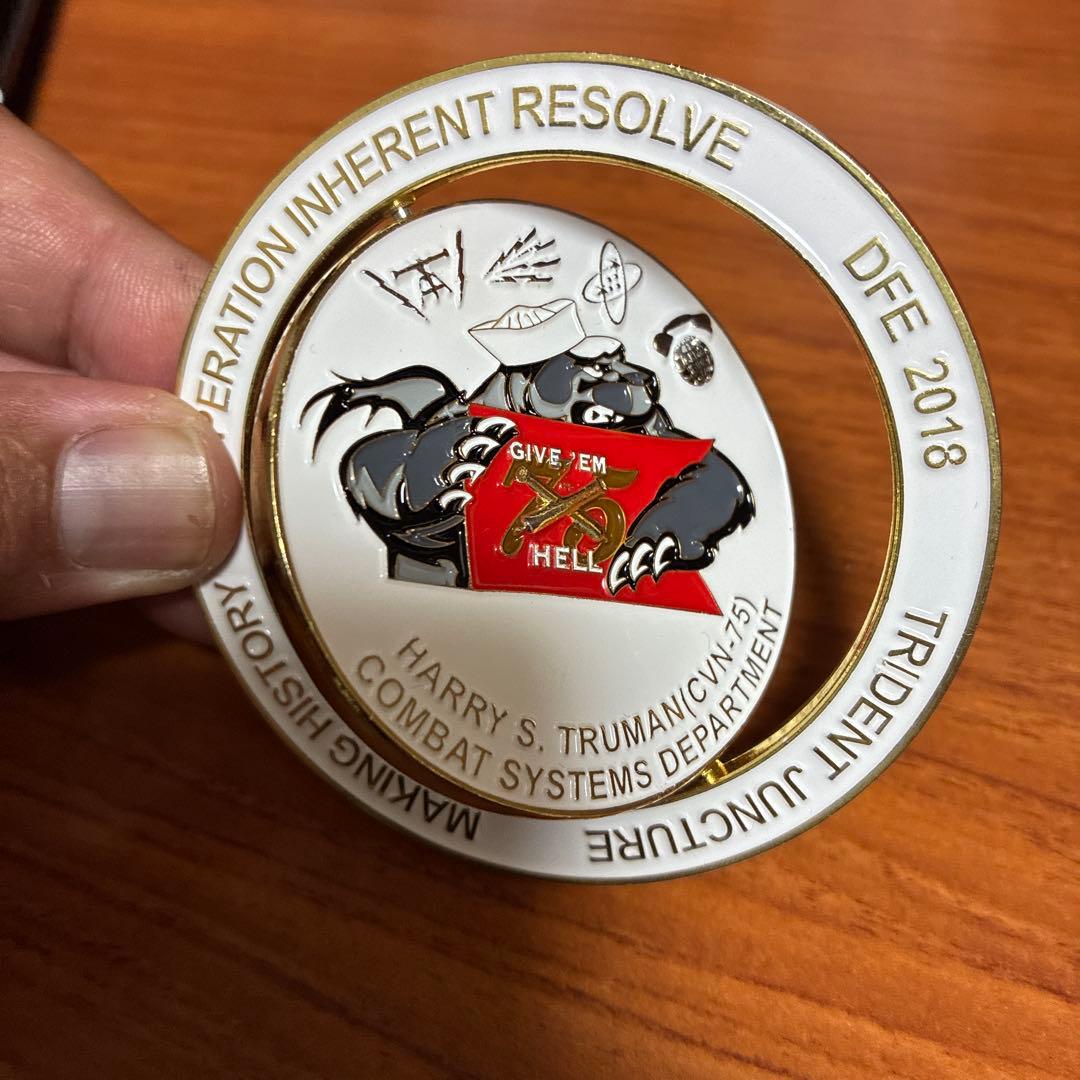 PERATION INHERENT RESOLVE
DFE 2018
TRIDENT JUNCTURE
MAKING HISTORY
GIVE 'EM
75
HELL
HARRY S. TRUMAN(CVN-75)
COMBAT SYSTEMS DEPARTMENT